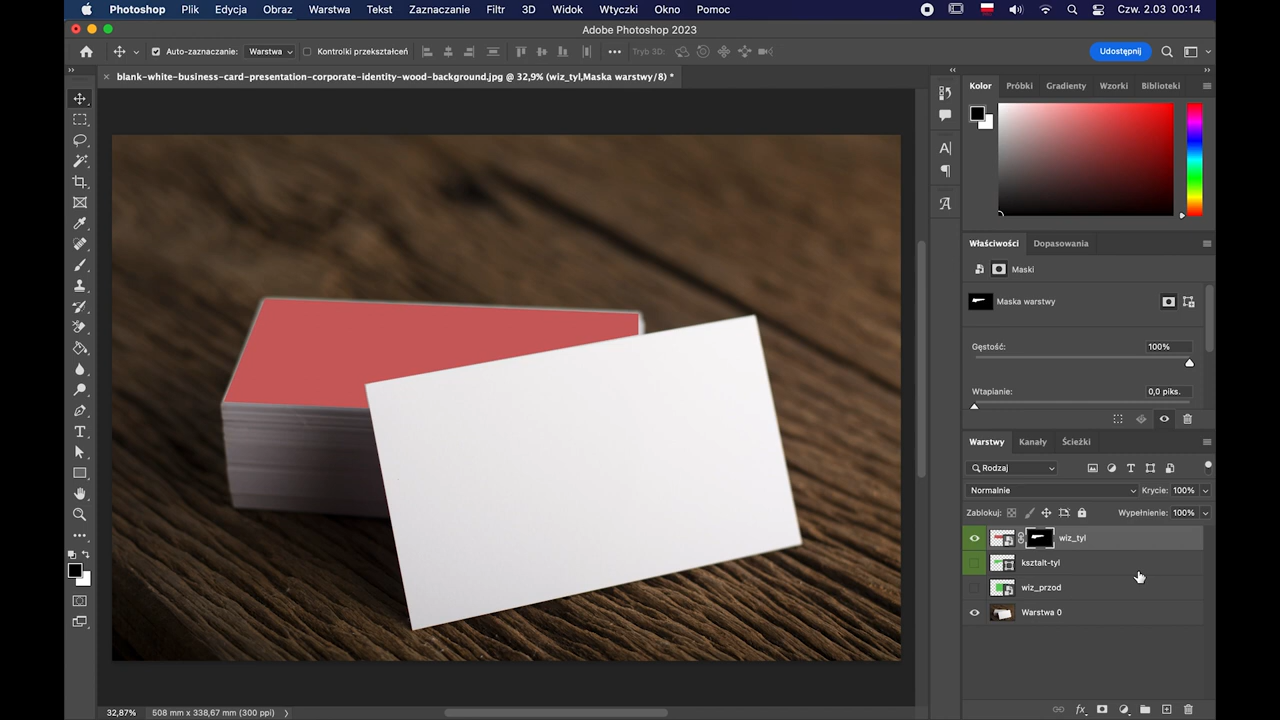 Photoshop Plik Edycja Obraz Warstwa Tekst Zaznaczanie Filtr 3D Widok Wtyczki Okno Pomoc Czw. 2.03 00:14
Adobe Photoshop 2023
Auto-zaznaczanie: Warstwa Kontrolki przekształceń Tryb 3D: Udostępnij
blank-white-business-card-presentation-corporate-identity-wood-background.jpg @ 32,9% (wiz_tyl,Maska warstwy/8) *
Kolor Próbki Gradienty Wzorki Biblioteki
Właściwości Dopasowania
Maski
Maska warstwy
Gęstość: 100%
Wtapianie: 0,0 piks.
Warstwy Kanały Ścieżki
Rodzaj
Normalnie Krycie: 100%
Zablokuj: Wypełnienie: 100%
wiz_tyl
ksztalt-tyl
wiz_przod
Warstwa 0
32,87% 508 mm x 338,67 mm (300 ppi)